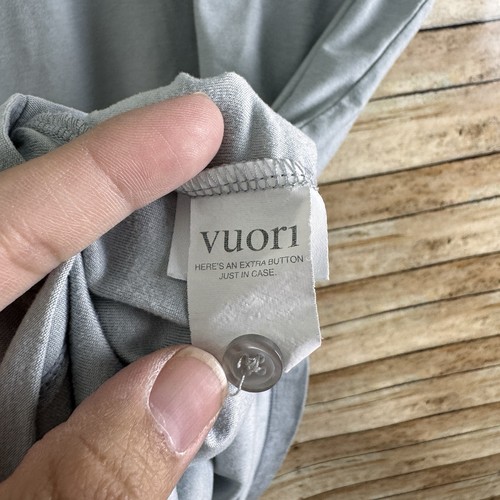 vuori
HERE'S AN EXTRA BUTTON
JUST IN CASE.